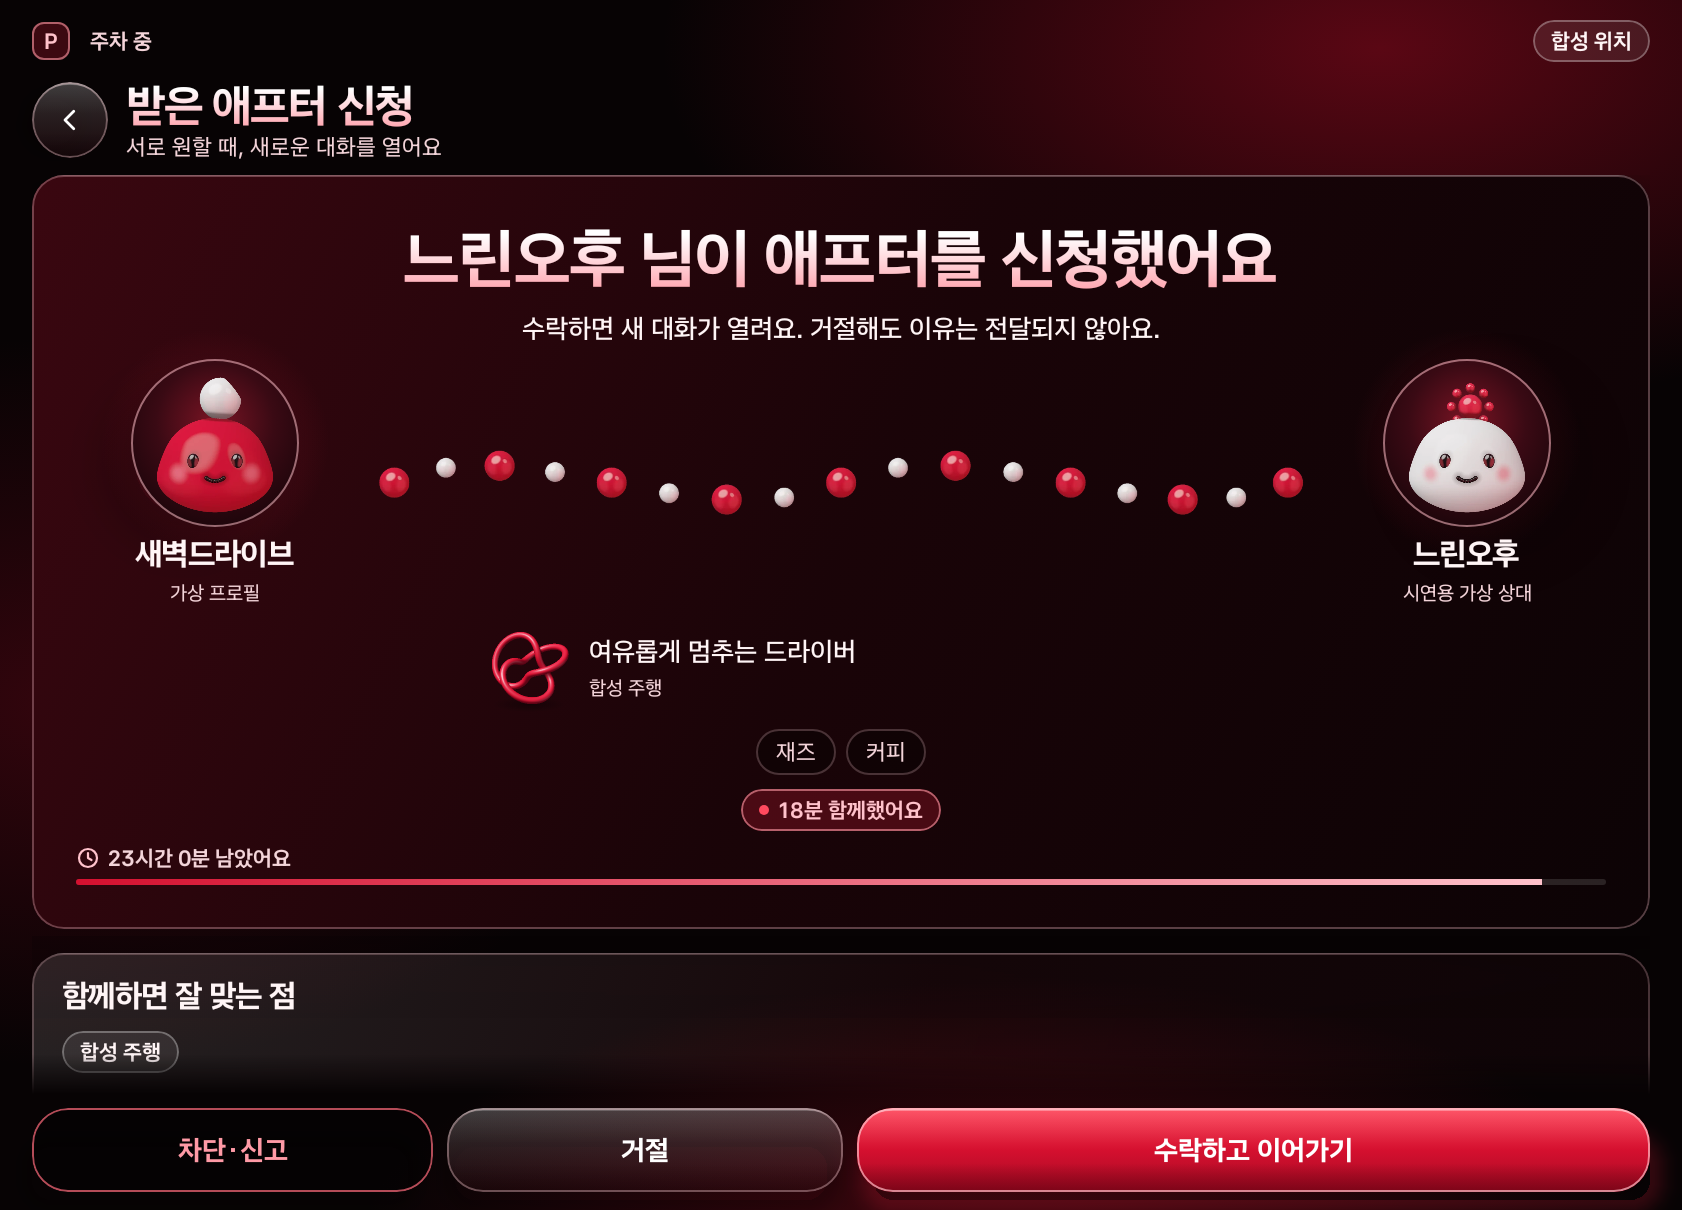 P 주차 중
합성 위치
받은 애프터 신청
서로 원할 때, 새로운 대화를 열어요
느린오후 님이 애프터를 신청했어요
수락하면 새 대화가 열려요. 거절해도 이유는 전달되지 않아요.
새벽드라이브
가상 프로필
느린오후
시연용 가상 상대
여유롭게 멈추는 드라이버
합성 주행
재즈
커피
18분 함께했어요
23시간 0분 남았어요
함께하면 잘 맞는 점
합성 주행
차단·신고
거절
수락하고 이어가기